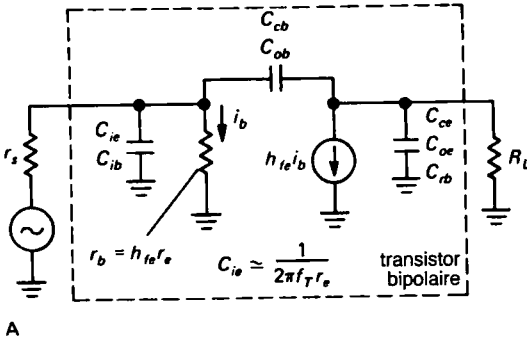 C_cb
C_ob
i_b
C_ie
C_ib
r_s
h_fe i_b
C_ce
C_oe
C_rb
R_L
r_b = h_fe r_e
C_ie ≃ 1 / 2πf_T r_e
transistor
bipolaire
A